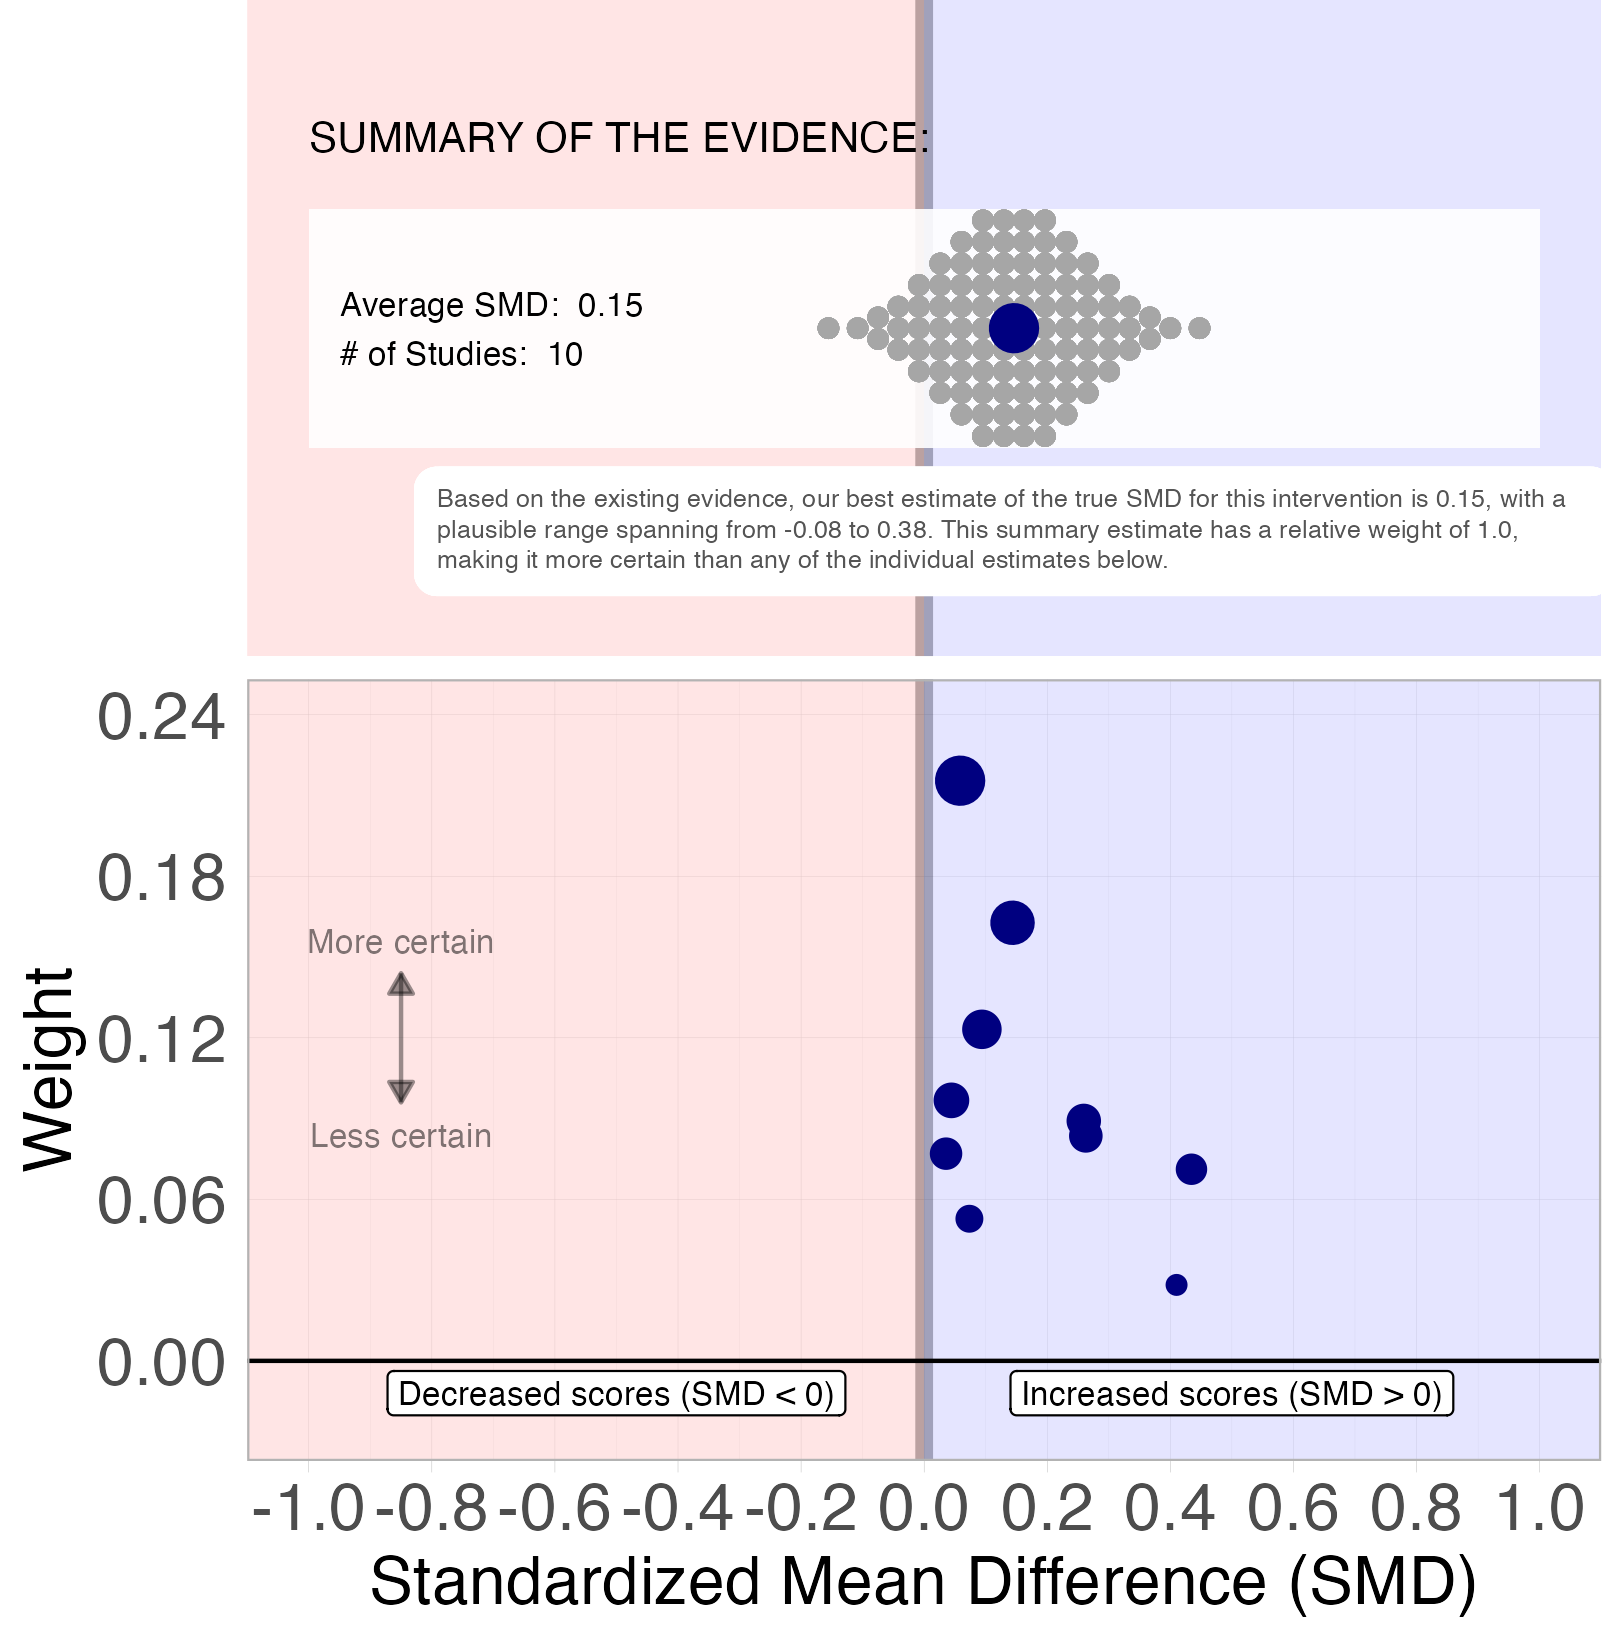 SUMMARY OF THE EVIDENCE:
Average SMD: 0.15
# of Studies: 10
Based on the existing evidence, our best estimate of the true SMD for this intervention is 0.15, with a
plausible range spanning from -0.08 to 0.38. This summary estimate has a relative weight of 1.0,
making it more certain than any of the individual estimates below.
0.24
0.18
0.12
0.06
0.00
Weight
More certain
Less certain
Decreased scores (SMD < 0)
Increased scores (SMD > 0)
-1.0 -0.8 -0.6 -0.4 -0.2 0.0 0.2 0.4 0.6 0.8 1.0
Standardized Mean Difference (SMD)